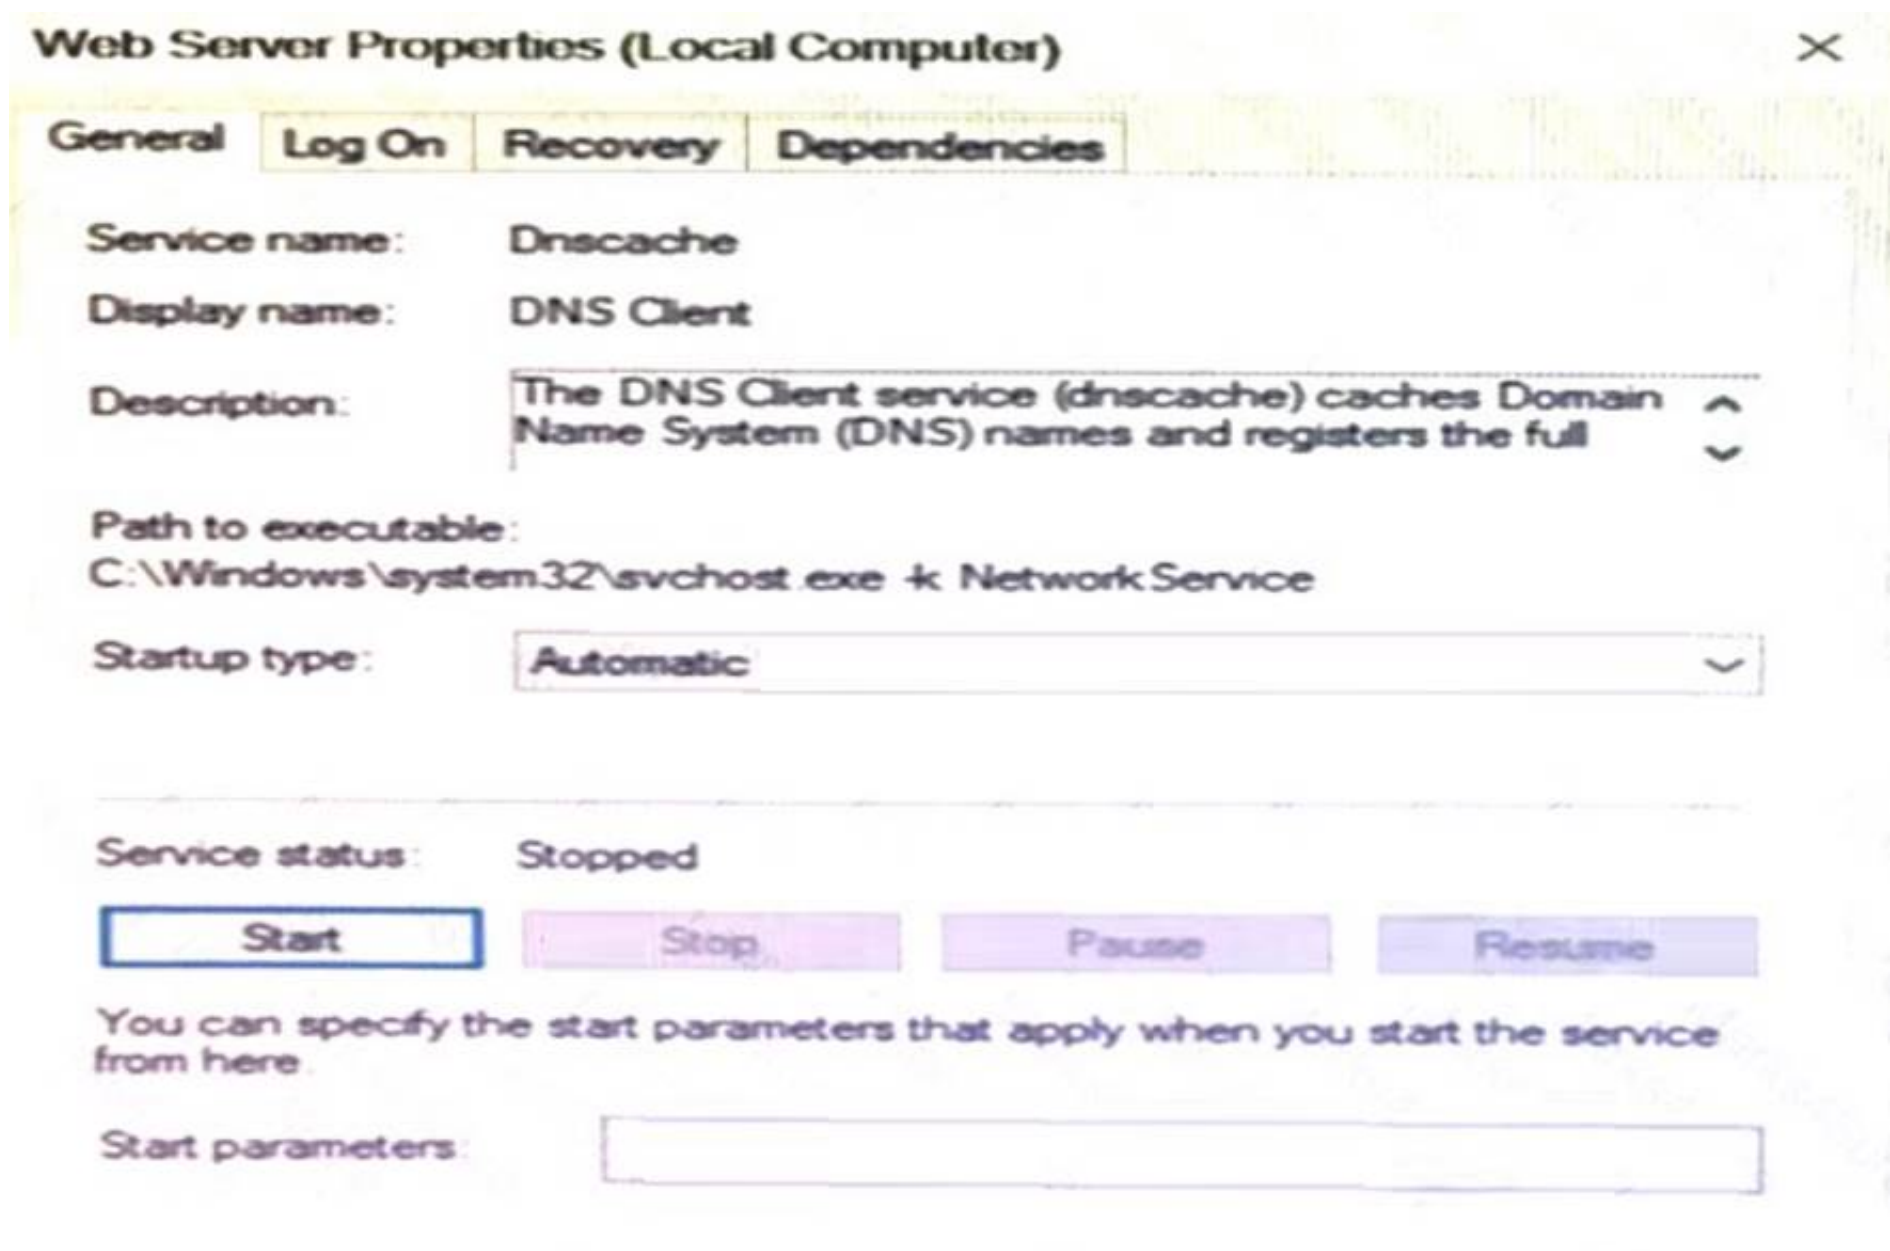 Web Server Properties (Local Computer)
General Log On Recovery Dependencies
Service name: Dnscache
Display name: DNS Client
Description: The DNS Client service (dnscache) caches Domain
Name System (DNS) names and registers the full
Path to executable:
C:\Windows\system32\svchost.exe -k NetworkService
Startup type: Automatic
Service status: Stopped
Start Stop Pause Resume
You can specify the start parameters that apply when you start the service
from here.
Start parameters: